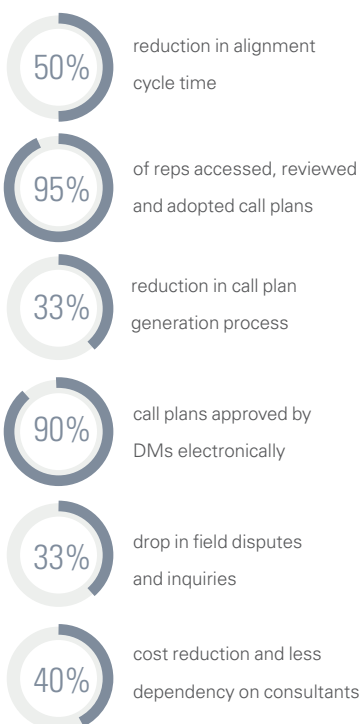 50%
reduction in alignment
cycle time
95%
of reps accessed, reviewed
and adopted call plans
33%
reduction in call plan
generation process
90%
call plans approved by
DMs electronically
33%
drop in field disputes
and inquiries
40%
cost reduction and less
dependency on consultants